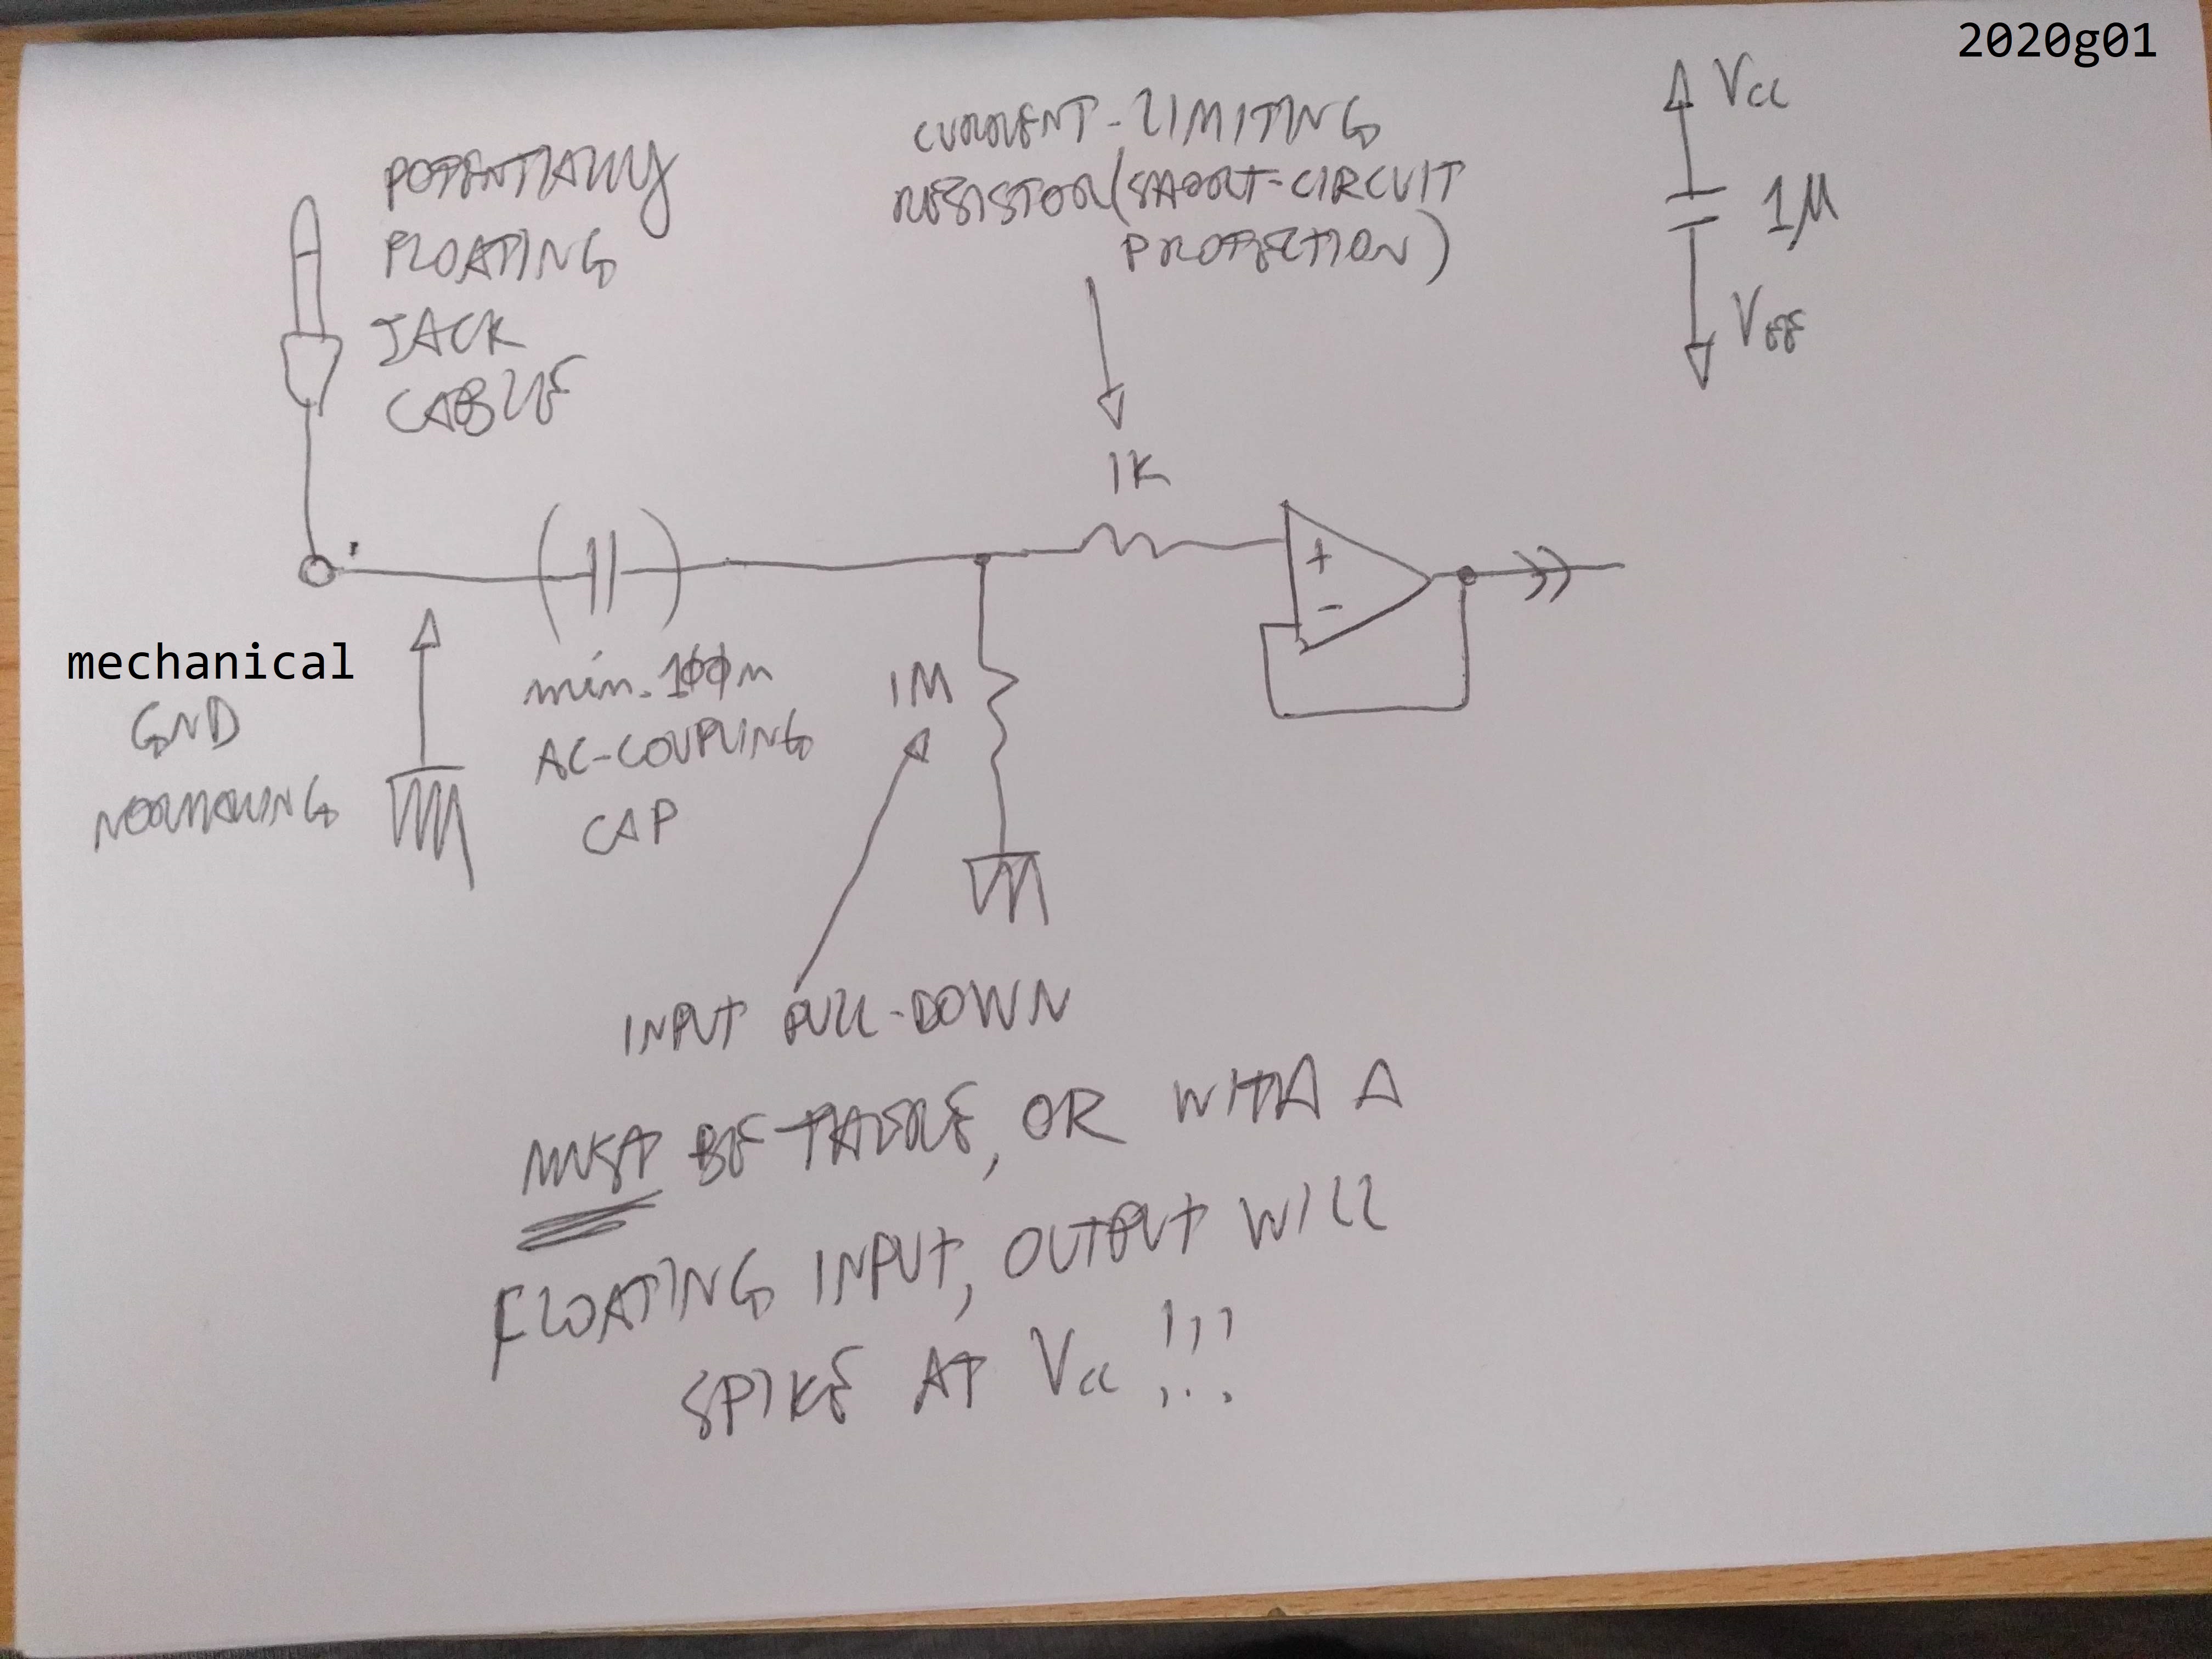 2020g01
POTENTIALLY
FLOATING
JACK
CABLE
CURRENT-LIMITING
RESISTOR (SHORT-CIRCUIT
PROTECTION)
Vcc
1µ
VEE
1K
+
-
mechanical
GND
NORMALLING
min. 100n
AC-COUPLING
CAP
1M
INPUT PULL-DOWN
MUST BE THERE, OR WITH A
FLOATING INPUT, OUTPUT WILL
SPIKE AT Vcc !!!